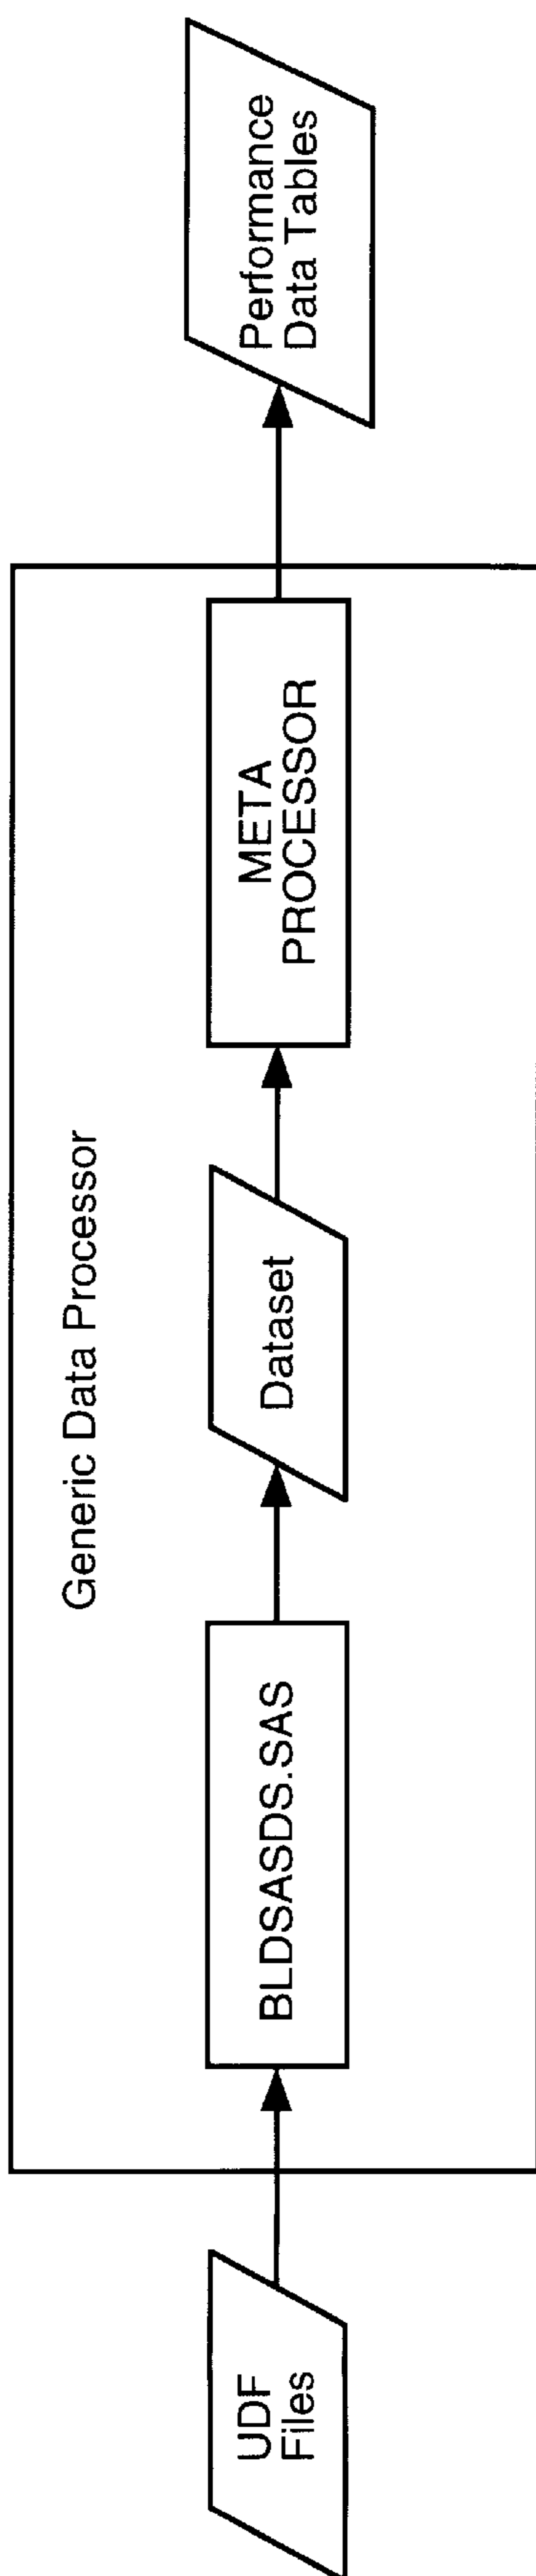 Generic Data Processor
UDF
Files
BLDSASDS.SAS
Dataset
META
PROCESSOR
Performance
Data Tables